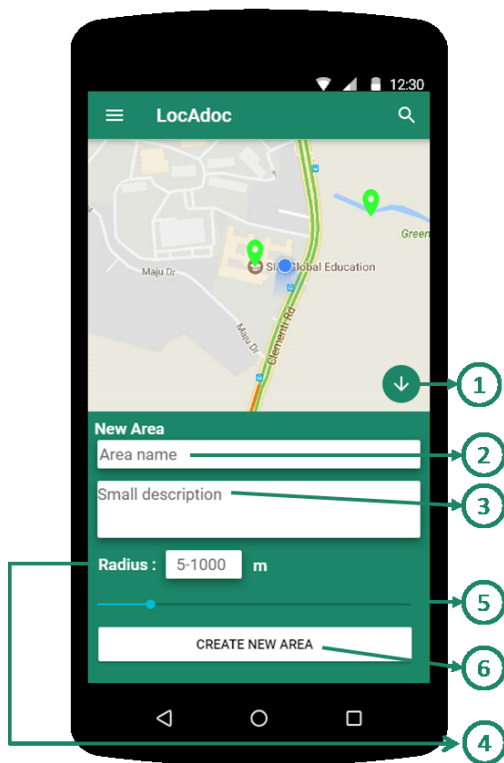 12:30
LocAdoc
Green
Maju Dr
Global Education
Maju Dr
Clementi Rd
1
New Area
Area name
2
Small description
3
Radius : 5-1000 m
5
CREATE NEW AREA
6
4